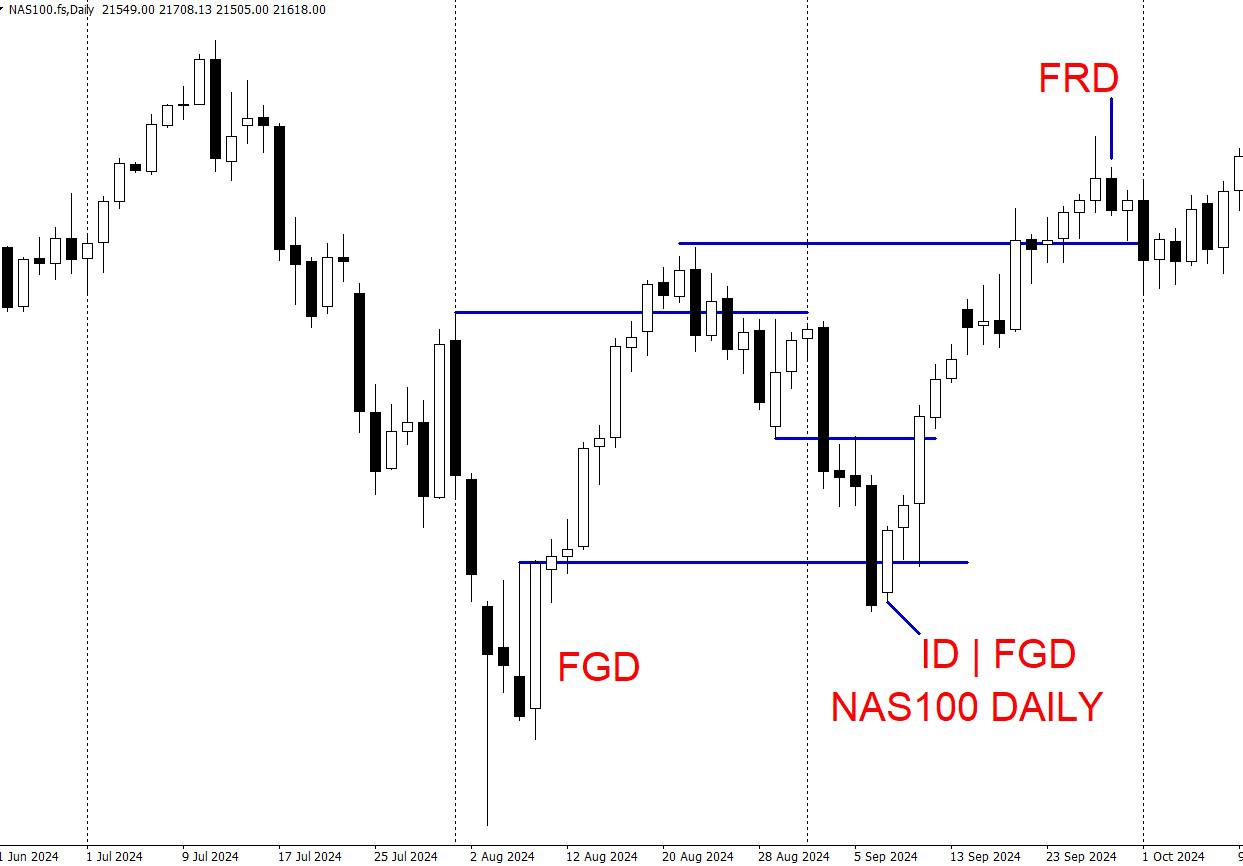 NAS100.fs,Daily 21549.00 21708.13 21505.00 21618.00
FRD
FGD
ID | FGD
NAS100 DAILY
1 Jun 2024 1 Jul 2024 9 Jul 2024 17 Jul 2024 25 Jul 2024 2 Aug 2024 12 Aug 2024 20 Aug 2024 28 Aug 2024 5 Sep 2024 13 Sep 2024 23 Sep 2024 1 Oct 2024